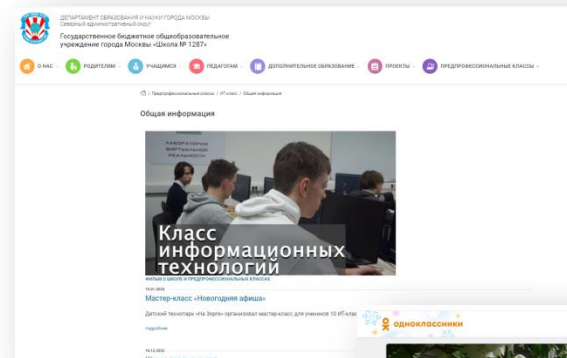 ДЕПАРТАМЕНТ ОБРАЗОВАНИЯ И НАУКИ ГОРОДА МОСКВЫ
Северный административный округ
Государственное бюджетное общеобразовательное
учреждение города Москвы «Школа № 1287»
О НАС
РОДИТЕЛЯМ
УЧАЩИМСЯ
ПЕДАГОГАМ
ДОПОЛНИТЕЛЬНОЕ ОБРАЗОВАНИЕ
ПРОЕКТЫ
ПРЕДПРОФЕССИОНАЛЬНЫЕ КЛАССЫ
/ Предпрофессиональные классы / ИТ-класс / Общая информация
Общая информация
ЛАБОРАТОРИЯ
ВИРТУАЛЬНОЙ
РЕАЛЬНОСТИ
Класс
информационных
технологий
ФИЛЬМ О ШКОЛЕ И ПРЕДПРОФЕССИОНАЛЬНЫХ КЛАССАХ
Мастер-класс «Новогодняя афиша»
Детский технопарк «На Зорге» организовал мастер-класс для учеников 10 ИТ-клас
подробнее
одноклассники